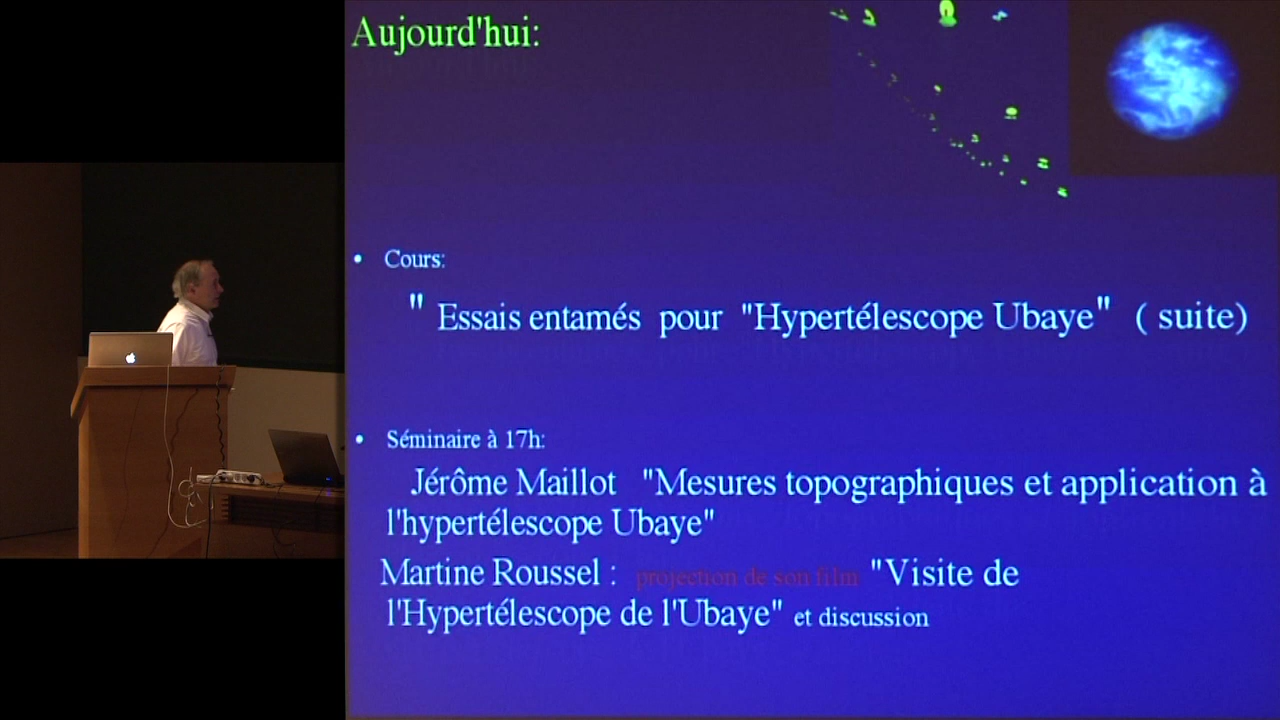 Aujourd'hui:
• Cours:
" Essais entamés pour "Hypertélescope Ubaye" ( suite)
• Séminaire à 17h:
Jérôme Maillot "Mesures topographiques et application à
l'hypertélescope Ubaye"
Martine Roussel : projection de son film "Visite de
l'Hypertélescope de l'Ubaye" et discussion